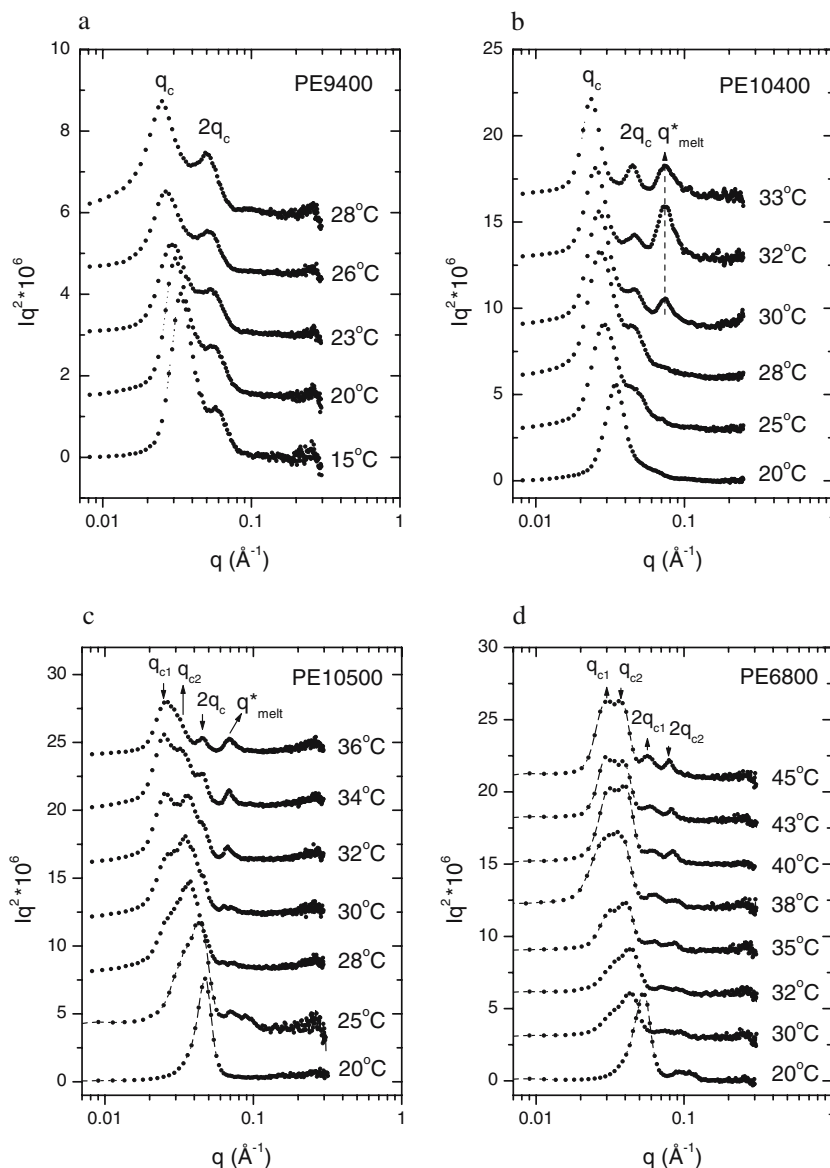 a
10
8
6
4
2
0
Iq²*10⁶
q_c
2q_c
PE9400
28°C
26°C
23°C
20°C
15°C
0.01
0.1
1
q (Å⁻¹)
b
25
20
15
10
5
0
Iq²*10⁶
q_c
2q_c
q*_melt
PE10400
33°C
32°C
30°C
28°C
25°C
20°C
0.01
0.1
1
q (Å⁻¹)
c
30
25
20
15
10
5
0
Iq²*10⁶
q_c1
q_c2
2q_c
q*_melt
PE10500
36°C
34°C
32°C
30°C
28°C
25°C
20°C
0.01
0.1
1
q (Å⁻¹)
d
30
25
20
15
10
5
0
Iq²*10⁶
q_c1
q_c2
2q_c1
2q_c2
PE6800
45°C
43°C
40°C
38°C
35°C
32°C
30°C
20°C
0.01
0.1
1
q (Å⁻¹)